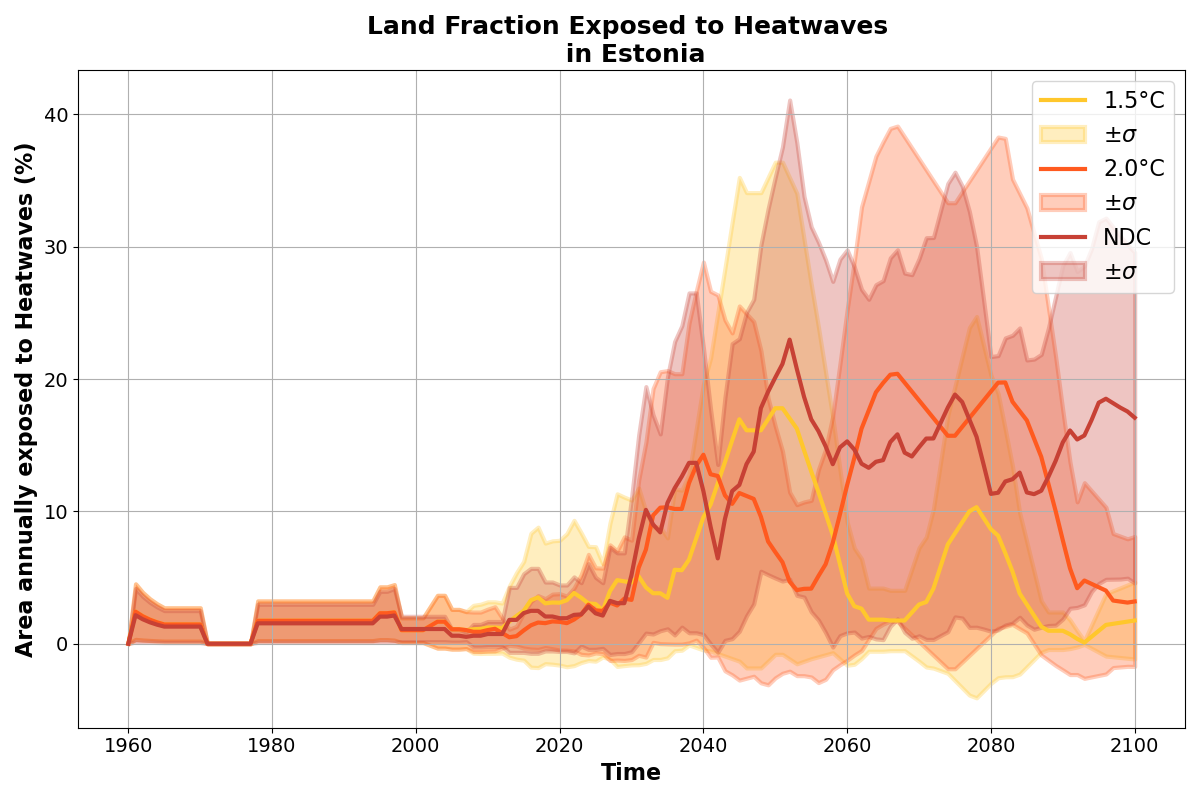 Land Fraction Exposed to Heatwaves
in Estonia
Area annually exposed to Heatwaves (%)
40
30
20
10
0
1.5°C
±σ
2.0°C
±σ
NDC
±σ
1960
1980
2000
2020
2040
2060
2080
2100
Time